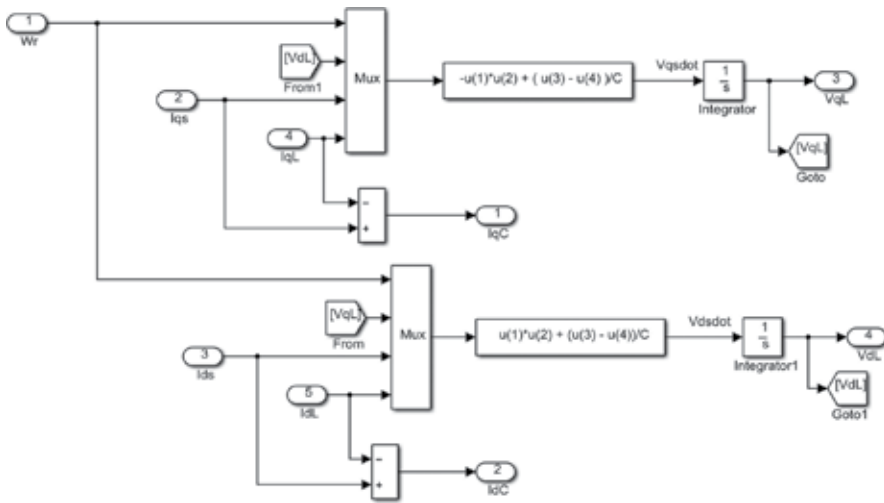 1
Wr
[VdL]
From1
2
Iqs
4
IqL
Mux
-u(1)*u(2) + ( u(3) - u(4) )/C
Vqsdot
1
s
Integrator
3
VqL
[VqL]
Goto
−
+
1
IqC
[VqL]
From
3
Ids
5
IdL
Mux
u(1)*u(2) + (u(3) - u(4))/C
Vdsdot
1
s
Integrator1
4
VdL
[VdL]
Goto1
−
+
2
IdC